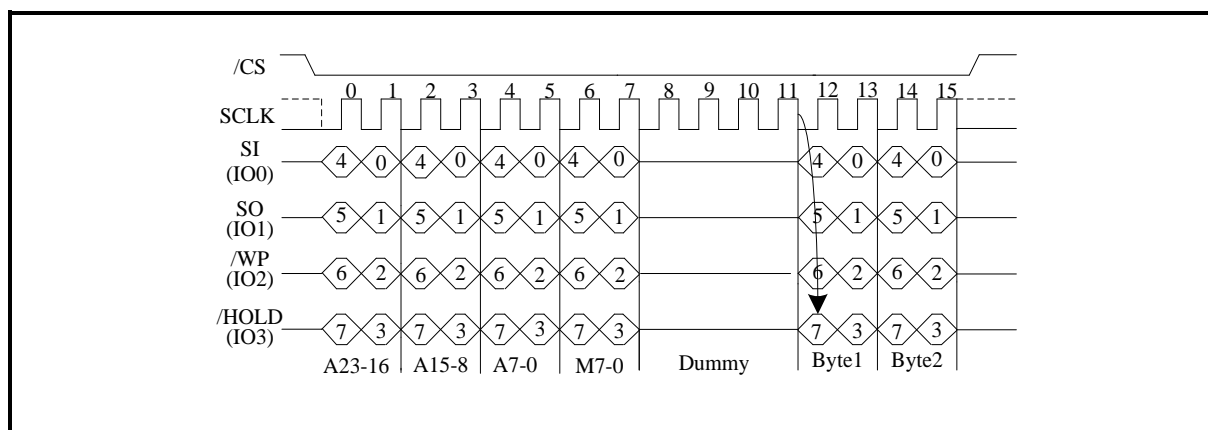 /CS
0 1 2 3 4 5 6 7 8 9 10 11 12 13 14 15
SCLK
SI
(IO0)
4 0 4 0 4 0 4 0 4 0 4 0
SO
(IO1)
5 1 5 1 5 1 5 1 5 1 5 1
/WP
(IO2)
6 2 6 2 6 2 6 2 6 2 6 2
/HOLD
(IO3)
7 3 7 3 7 3 7 3 7 3 7 3
A23-16 A15-8 A7-0 M7-0 Dummy Byte1 Byte2